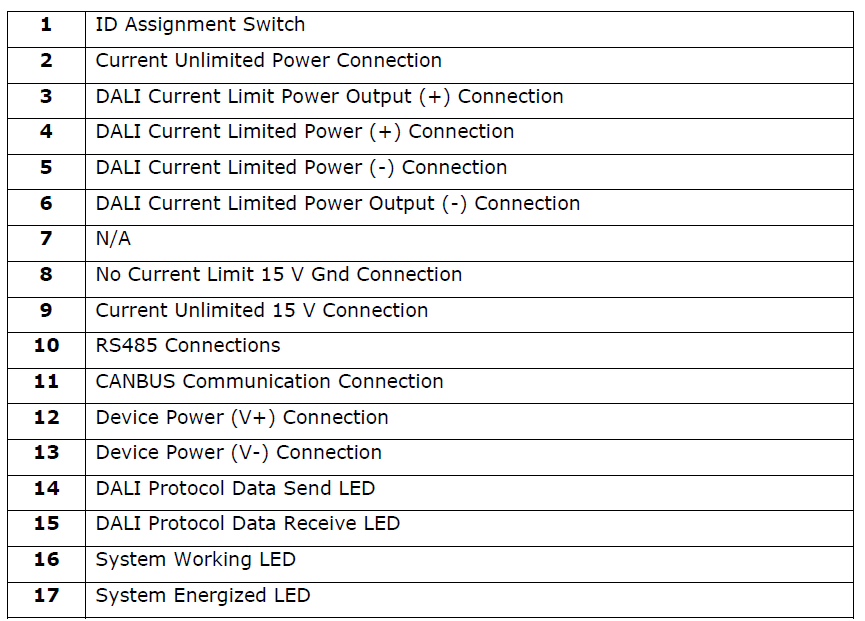 1 ID Assignment Switch
2 Current Unlimited Power Connection
3 DALI Current Limit Power Output (+) Connection
4 DALI Current Limited Power (+) Connection
5 DALI Current Limited Power (-) Connection
6 DALI Current Limited Power Output (-) Connection
7 N/A
8 No Current Limit 15 V Gnd Connection
9 Current Unlimited 15 V Connection
10 RS485 Connections
11 CANBUS Communication Connection
12 Device Power (V+) Connection
13 Device Power (V-) Connection
14 DALI Protocol Data Send LED
15 DALI Protocol Data Receive LED
16 System Working LED
17 System Energized LED